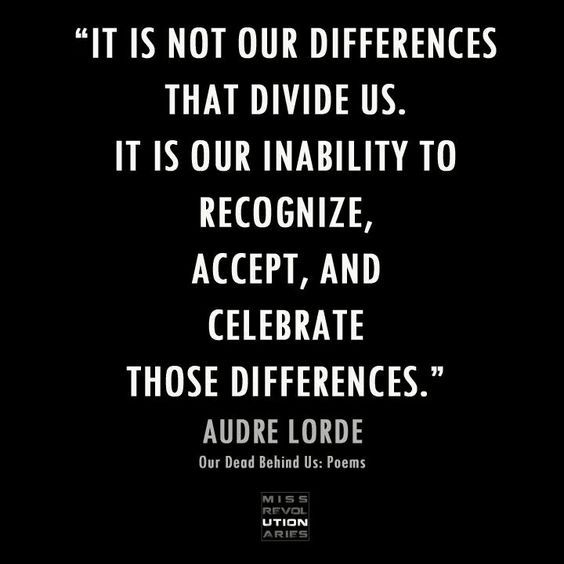 “IT IS NOT OUR DIFFERENCES
THAT DIVIDE US.
IT IS OUR INABILITY TO
RECOGNIZE,
ACCEPT, AND
CELEBRATE
THOSE DIFFERENCES.”
AUDRE LORDE
Our Dead Behind Us: Poems
MISS
REVOL
UTION
ARIES